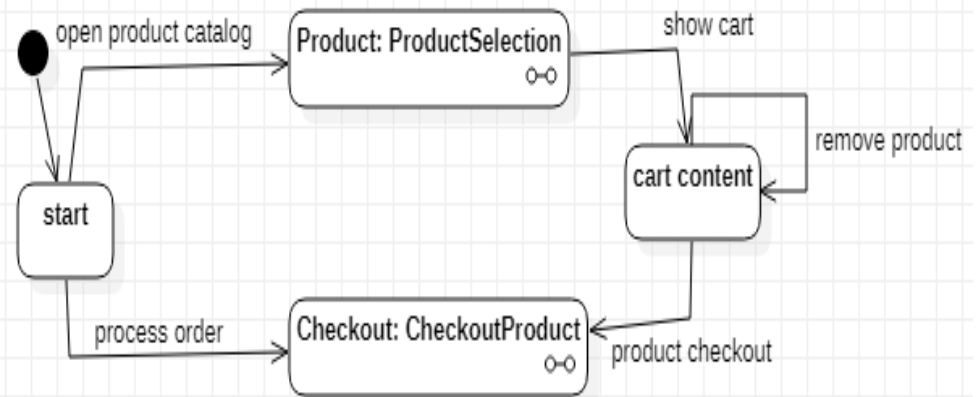 open product catalog
Product: ProductSelection
show cart
remove product
cart content
start
process order
Checkout: CheckoutProduct
product checkout